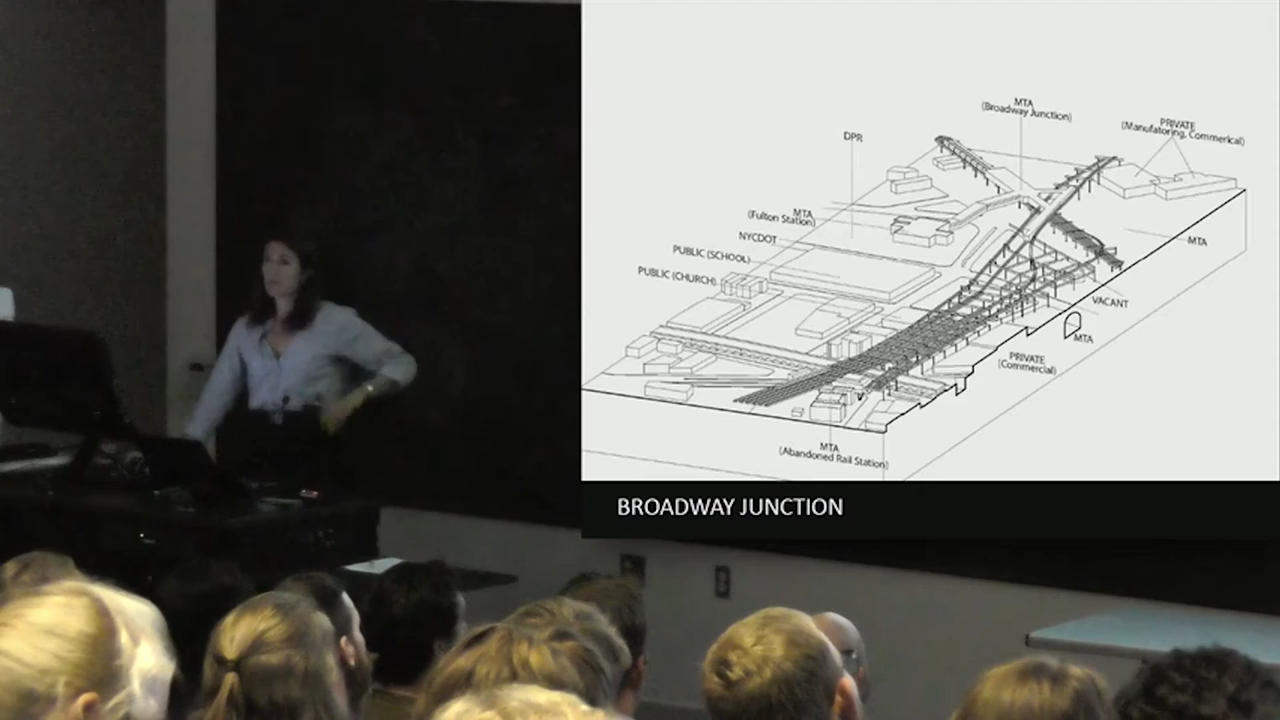 MTA
(Broadway Junction)
PRIVATE
(Manufatoring, Commerical)
DPR
MTA
(Fulton Station)
NYCDOT
MTA
PUBLIC (SCHOOL)
PUBLIC (CHURCH)
VACANT
MTA
PRIVATE
(Commercial)
MTA
(Abandoned Rail Station)
BROADWAY JUNCTION